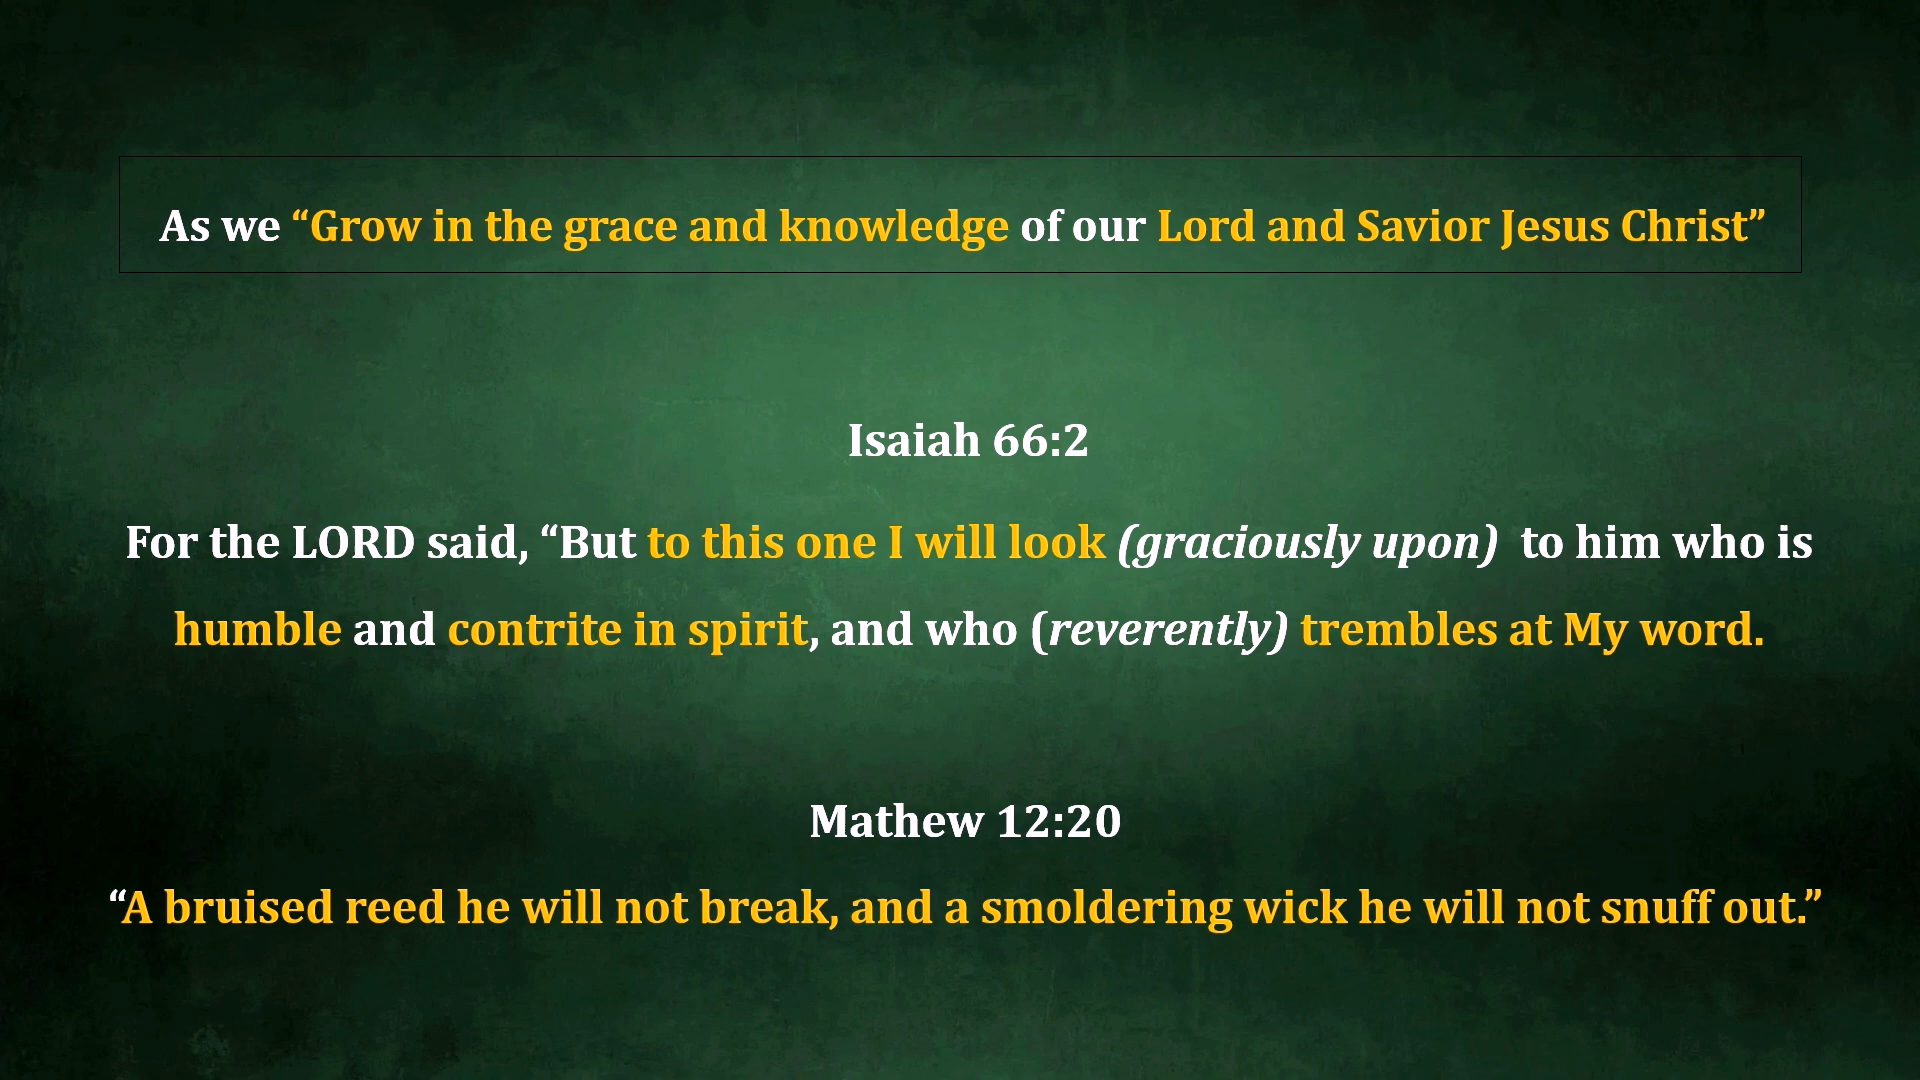 As we “Grow in the grace and knowledge of our Lord and Savior Jesus Christ”
Isaiah 66:2
For the LORD said, “But to this one I will look (graciously upon)  to him who is
humble and contrite in spirit, and who (reverently) trembles at My word.
Mathew 12:20
“A bruised reed he will not break, and a smoldering wick he will not snuff out.”